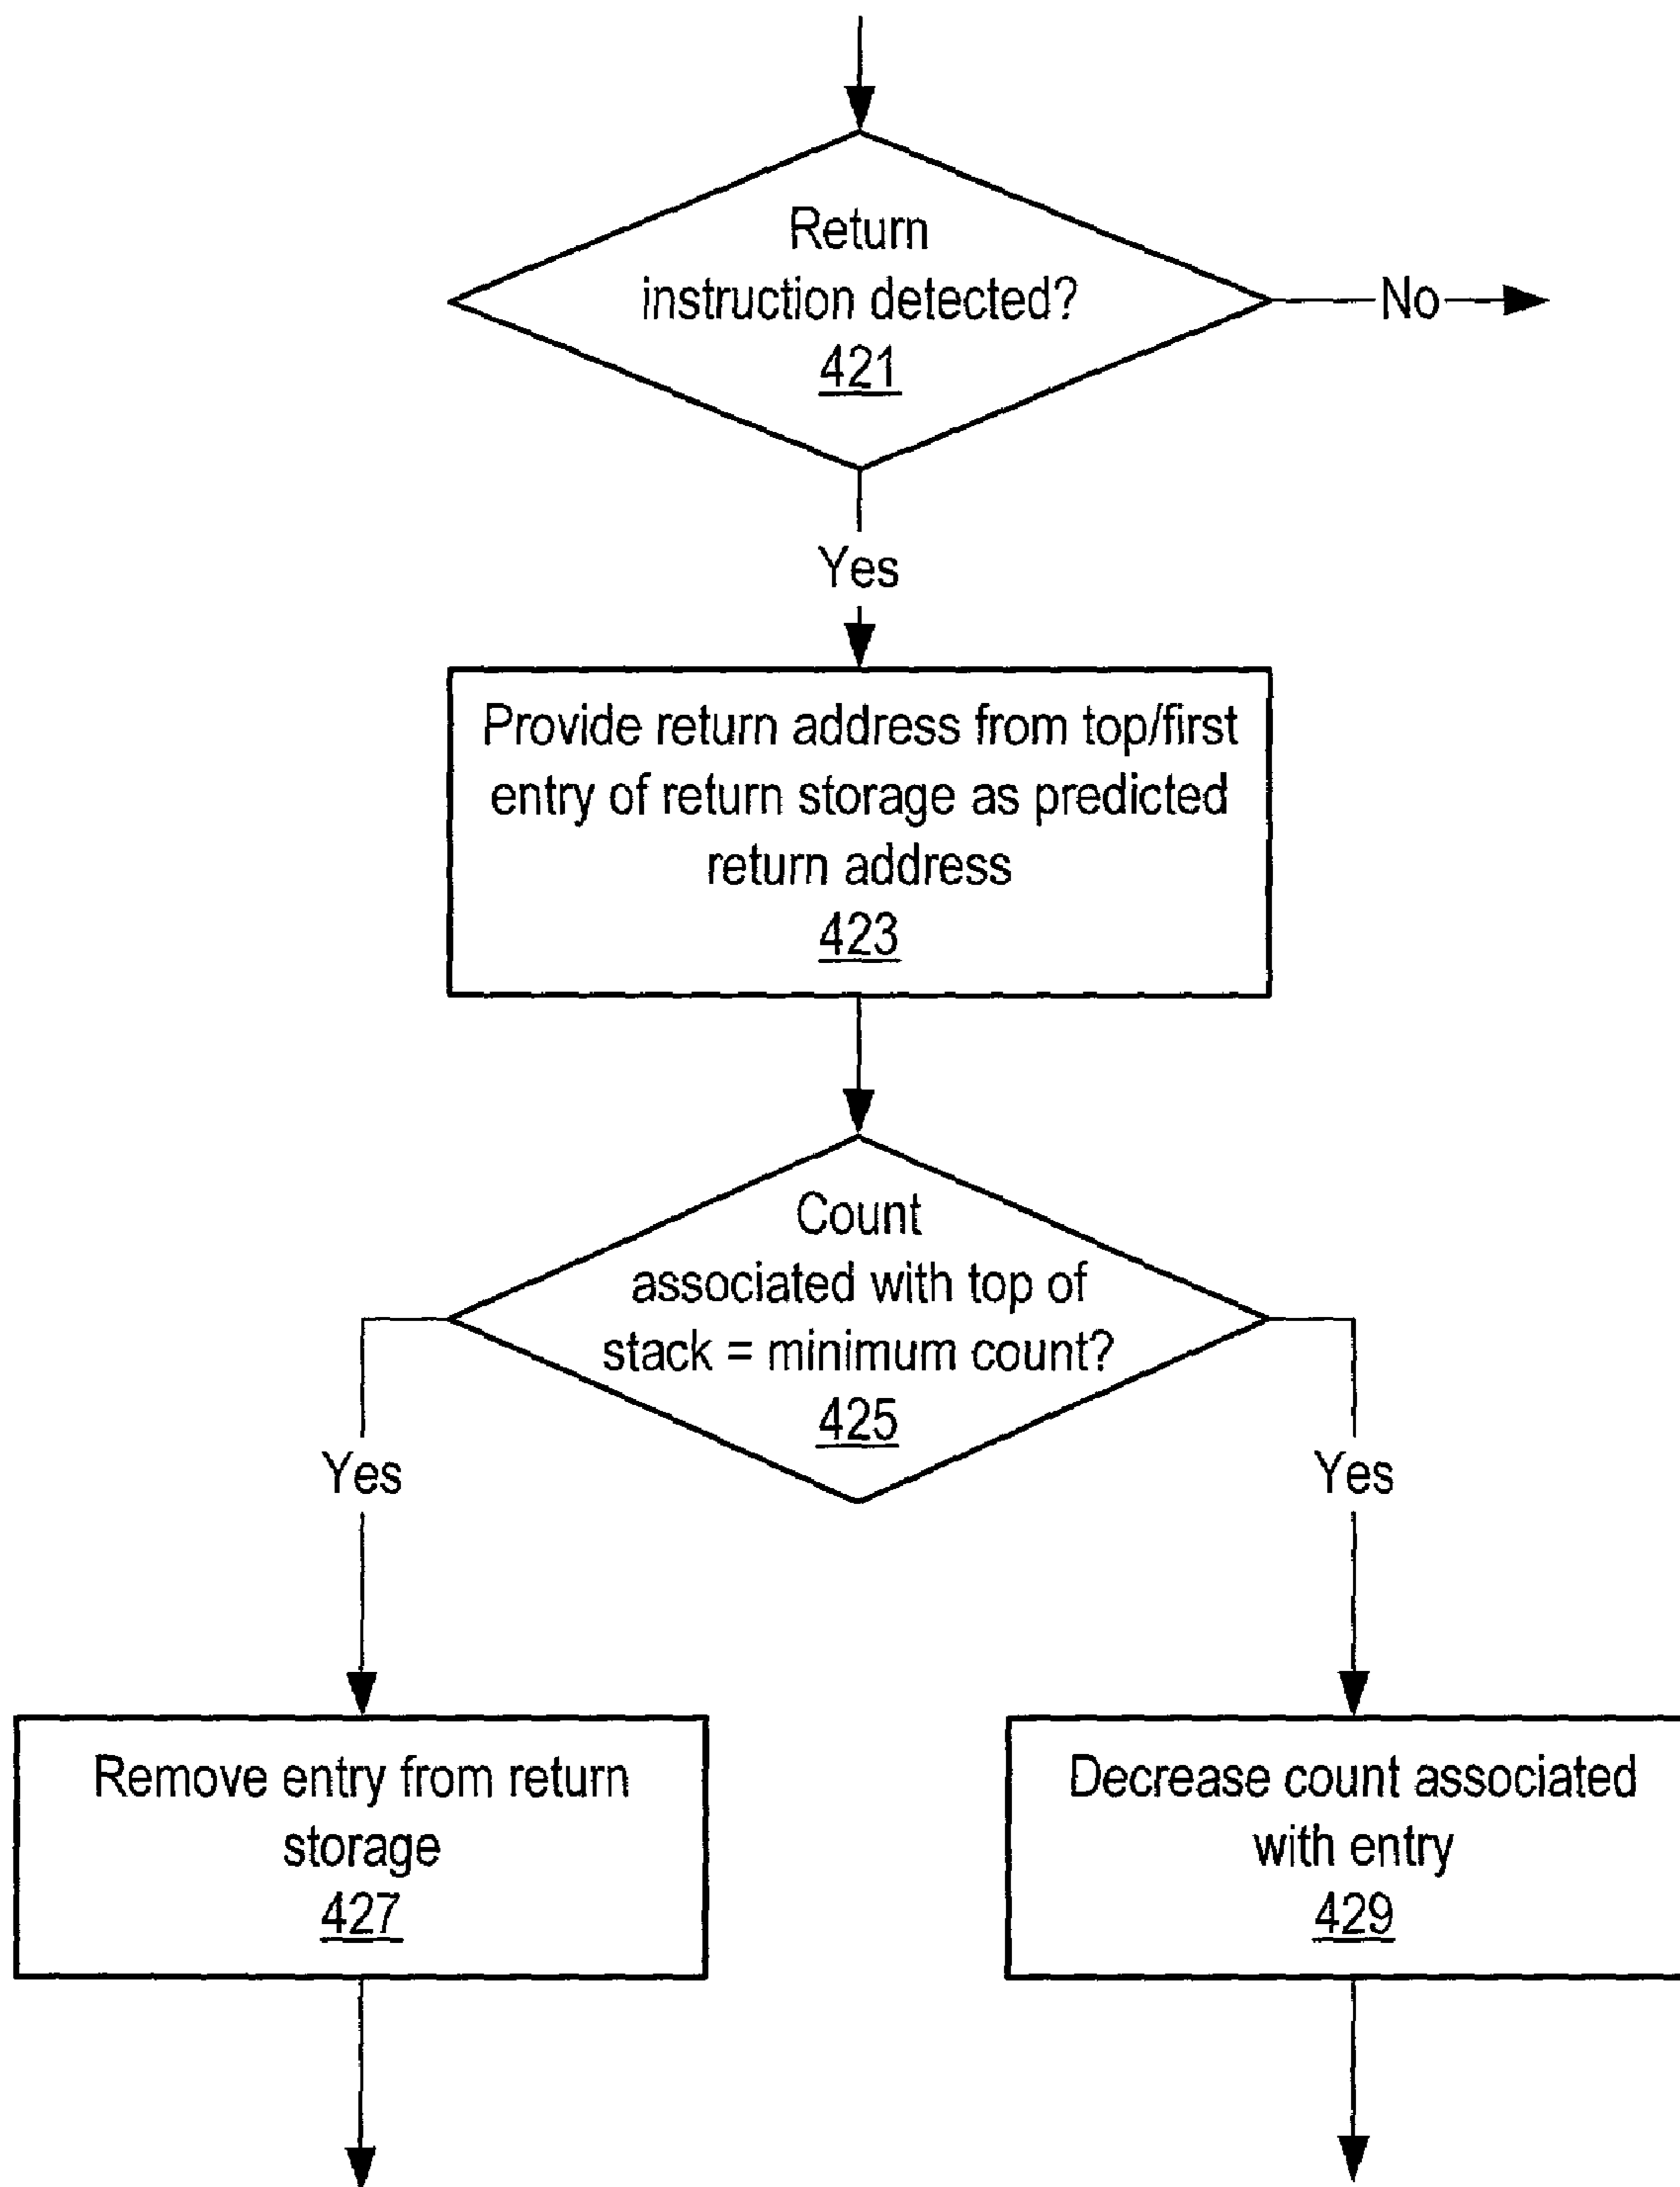 Return
instruction detected?
421
No
Yes
Provide return address from top/first
entry of return storage as predicted
return address
423
Count
associated with top of
stack = minimum count?
425
Yes
Yes
Remove entry from return
storage
427
Decrease count associated
with entry
429